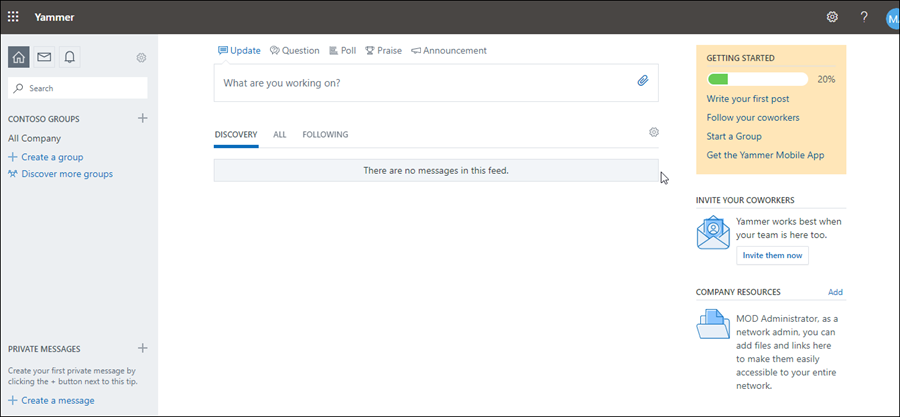 Yammer
?
Search
CONTOSO GROUPS
All Company
Create a group
Discover more groups
PRIVATE MESSAGES
Create your first private message by
clicking the + button next to this tip.
Create a message
Update Question Poll Praise Announcement
What are you working on?
DISCOVERY ALL FOLLOWING
There are no messages in this feed.
GETTING STARTED
20%
Write your first post
Follow your coworkers
Start a Group
Get the Yammer Mobile App
INVITE YOUR COWORKERS
Yammer works best when
your team is here too.
Invite them now
COMPANY RESOURCES Add
MOD Administrator, as a
network admin, you can
add files and links here
to make them easily
accessible to your entire
network.